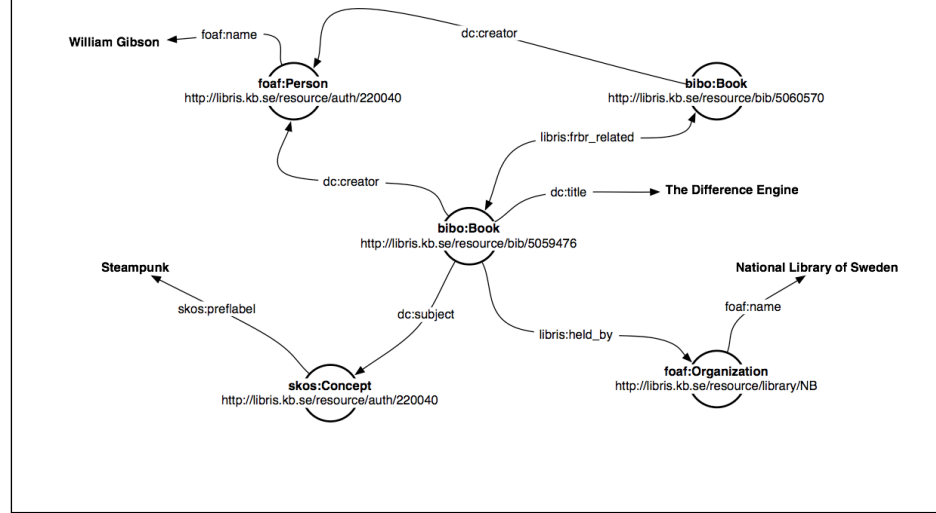 dc:creator
William Gibson
foaf:name
foaf:Person
http://libris.kb.se/resource/auth/220040
bibo:Book
http://libris.kb.se/resource/bib/5060570
libris:frbr_related
dc:creator
dc:title
The Difference Engine
bibo:Book
http://libris.kb.se/resource/bib/5059476
Steampunk
National Library of Sweden
skos:preflabel
dc:subject
foaf:name
libris:held_by
skos:Concept
http://libris.kb.se/resource/auth/220040
foaf:Organization
http://libris.kb.se/resource/library/NB